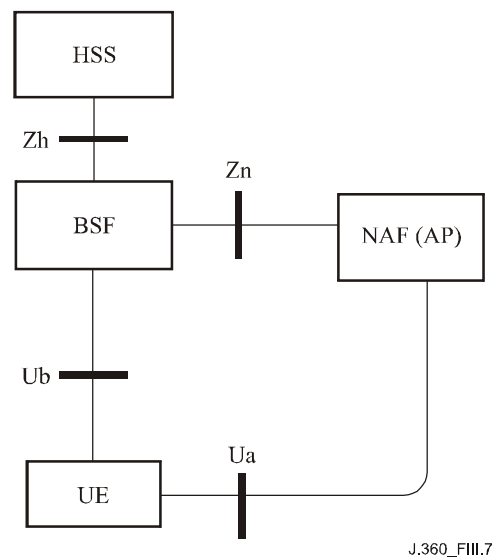 HSS
Zh
Zn
BSF
NAF (AP)
Ub
Ua
UE
J.360_FIII.7